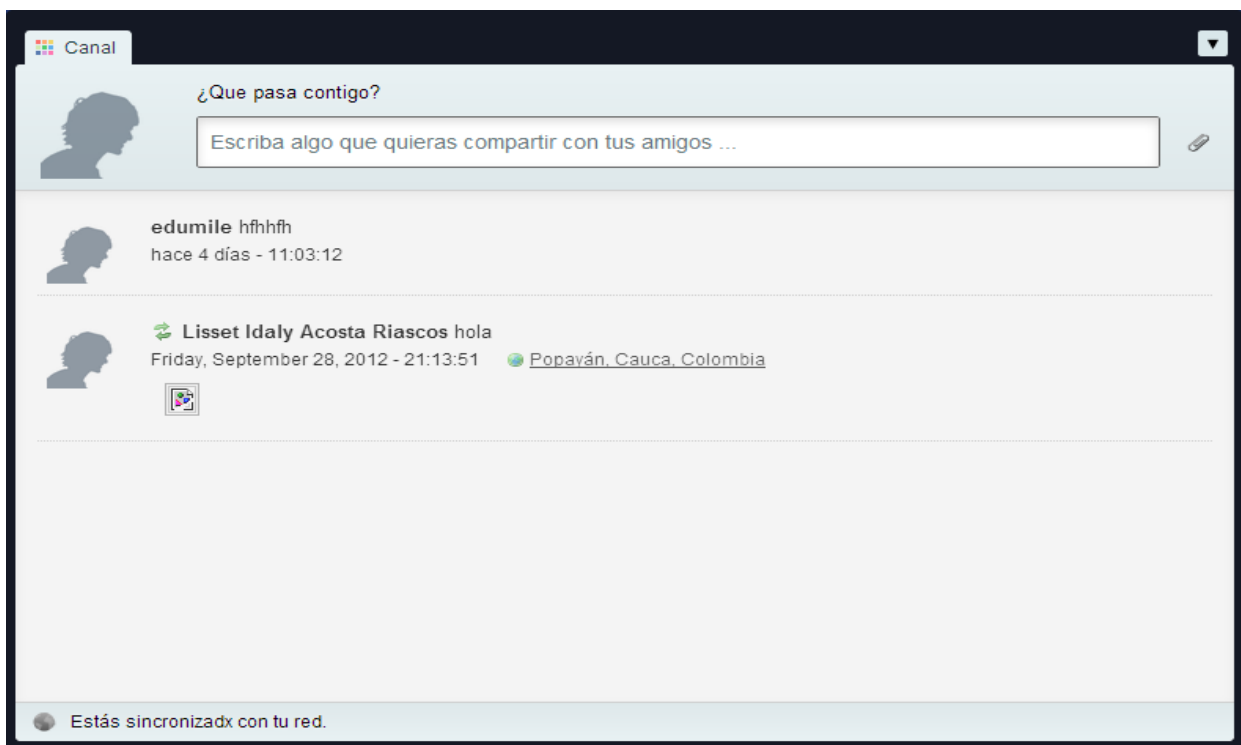 Canal
¿Que pasa contigo?
Escriba algo que quieras compartir con tus amigos ...
edumile hfhhfh
hace 4 días - 11:03:12
Lisset Idaly Acosta Riascos hola
Friday, September 28, 2012 - 21:13:51 Popayán, Cauca, Colombia
Estás sincronizadx con tu red.